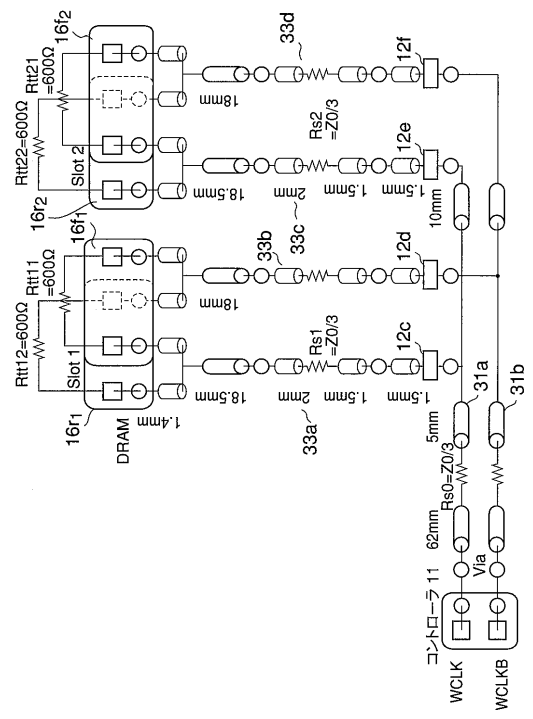 Rtt12=600Ω
Rtt11
=600Ω
Rtt22=600Ω
Rtt21
=600Ω
16r1
16f1
16r2
16f2
Slot 1
Slot 2
DRAM
1.4mm
18.5mm
18mm
18.5mm
18mm
33a
33b
33c
33d
2mm
Rs1
=Z0/3
2mm
Rs2
=Z0/3
1.5mm
1.5mm
1.5mm
1.5mm
12c
12d
12e
12f
コントローラ 11
WCLK
WCLKB
Via
62mm
Rs0=Z0/3
5mm
31a
31b
10mm